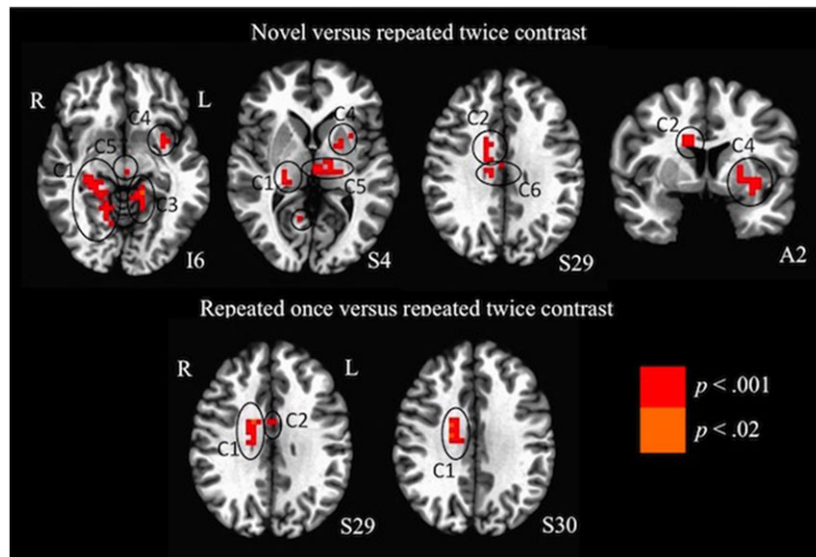 Novel versus repeated twice contrast
R L
C4
C5
C1
C3
I6
C4
C1
C5
S4
C2
C6
S29
C2
C4
A2
Repeated once versus repeated twice contrast
R L
C2
C1
S29
C1
S30
p < .001
p < .02